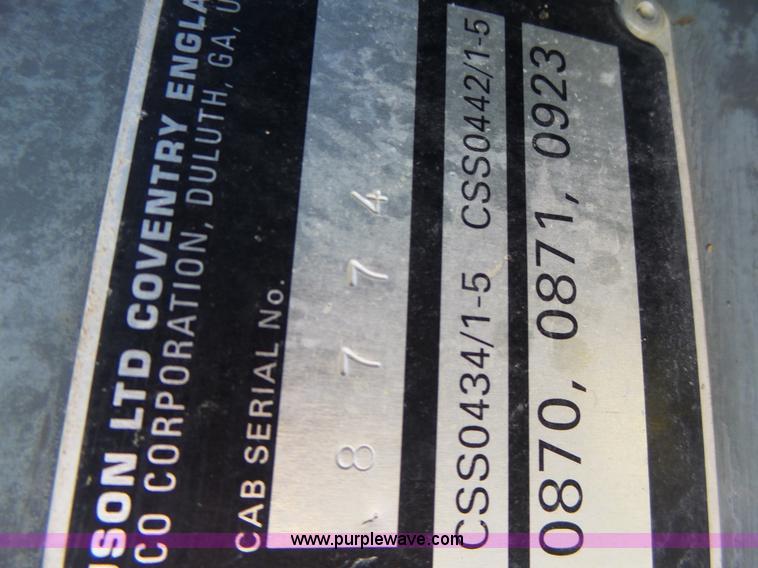 USON LTD COVENTRY ENGLA
CO CORPORATION, DULUTH, GA, U
CAB SERIAL No.
8774
CSS0434/1-5 CSS0442/1-5
0870, 0871, 0923
www.purplewave.com